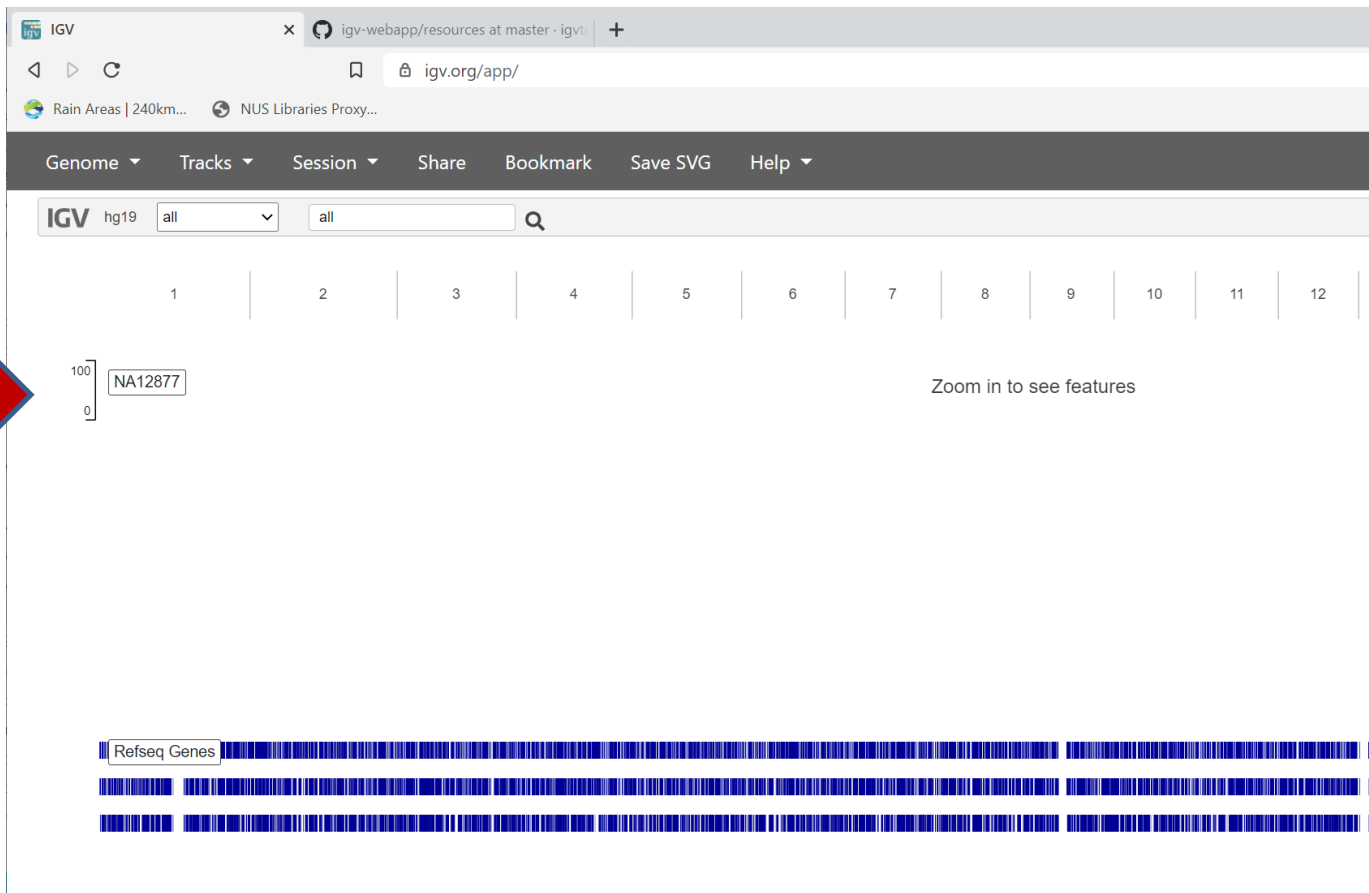 IGV igv-webapp/resources at master · igvt
igv.org/app/
Rain Areas | 240km... NUS Libraries Proxy...
Genome Tracks Session Share Bookmark Save SVG Help
IGV hg19 all all
1 2 3 4 5 6 7 8 9 10 11 12
100
NA12877 Zoom in to see features
0
Refseq Genes